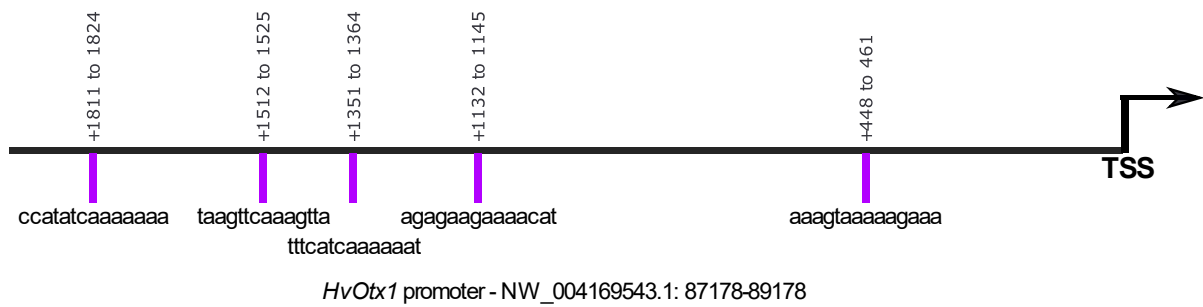 +1811 to 1824
+1512 to 1525
+1351 to 1364
+1132 to 1145
+448 to 461
TSS
ccatatcaaaaaaa
taagttcaaagtta
tttcatcaaaaaat
agagaagaaaacat
aaagtaaaaagaaa
HvOtx1 promoter - NW_004169543.1: 87178-89178